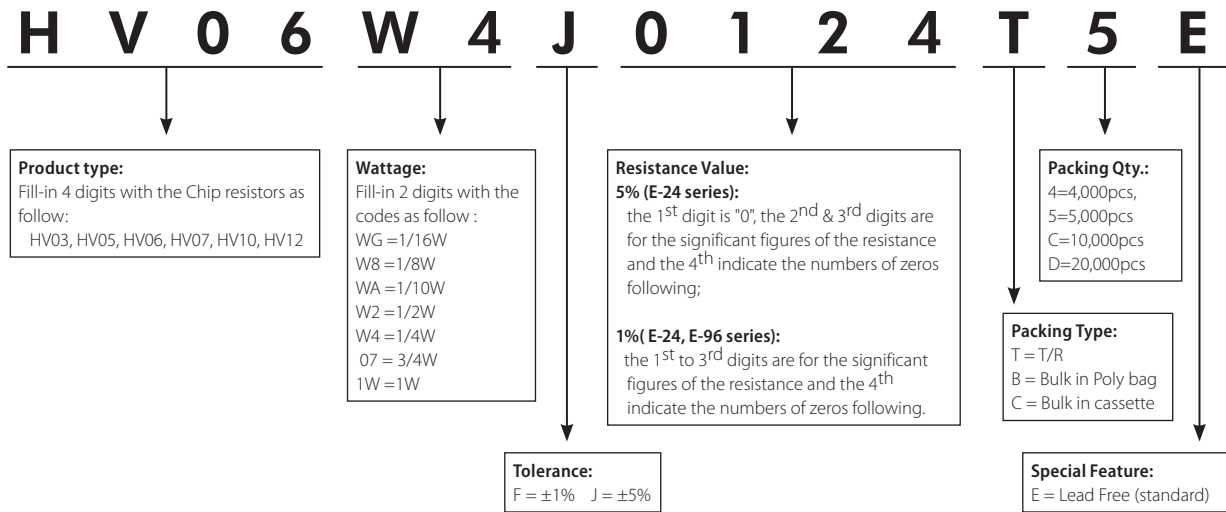 H V 0 6 W 4 J 0 1 2 4 T 5 E
Product type:
Fill-in 4 digits with the Chip resistors as
follow:
HV03, HV05, HV06, HV07, HV10, HV12
Wattage:
Fill-in 2 digits with the
codes as follow :
WG =1/16W
W8 =1/8W
WA =1/10W
W2 =1/2W
W4 =1/4W
07 = 3/4W
1W =1W
Resistance Value:
5% (E-24 series):
the 1st digit is "0", the 2nd & 3rd digits are
for the significant figures of the resistance
and the 4th indicate the numbers of zeros
following;
1%( E-24, E-96 series):
the 1st to 3rd digits are for the significant
figures of the resistance and the 4th
indicate the numbers of zeros following.
Packing Qty.:
4=4,000pcs,
5=5,000pcs
C=10,000pcs
D=20,000pcs
Packing Type:
T = T/R
B = Bulk in Poly bag
C = Bulk in cassette
Tolerance:
F = ±1% J = ±5%
Special Feature:
E = Lead Free (standard)